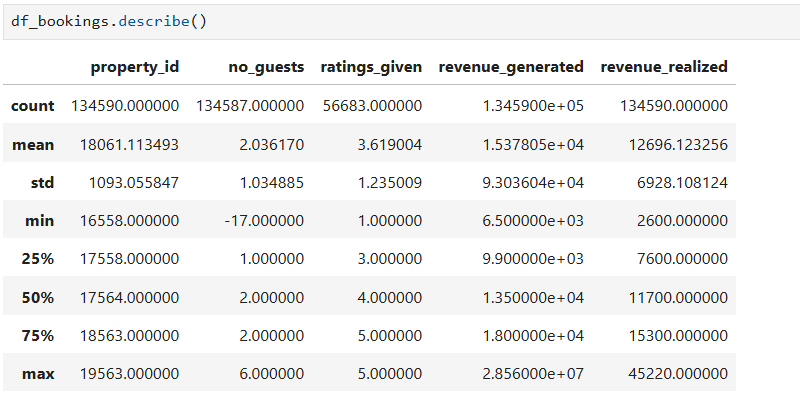 df_bookings.describe()
property_id no_guests ratings_given revenue_generated revenue_realized
count 134590.000000 134587.000000 56683.000000 1.345900e+05 134590.000000
mean 18061.113493 2.036170 3.619004 1.537805e+04 12696.123256
std 1093.055847 1.034885 1.235009 9.303604e+04 6928.108124
min 16558.000000 -17.000000 1.000000 6.500000e+03 2600.000000
25% 17558.000000 1.000000 3.000000 9.900000e+03 7600.000000
50% 17564.000000 2.000000 4.000000 1.350000e+04 11700.000000
75% 18563.000000 2.000000 5.000000 1.800000e+04 15300.000000
max 19563.000000 6.000000 5.000000 2.856000e+07 45220.000000